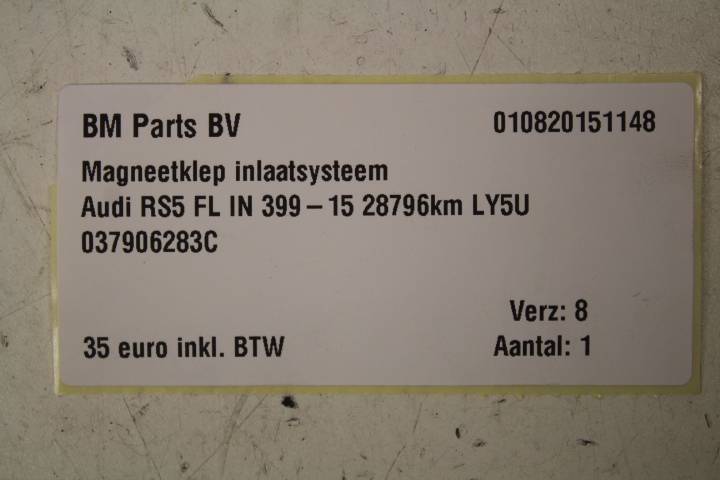 BM Parts BV 010820151148
Magneetklep inlaatsysteem
Audi RS5 FL IN 399 – 15 28796km LY5U
037906283C
Verz: 8
35 euro inkl. BTW Aantal: 1